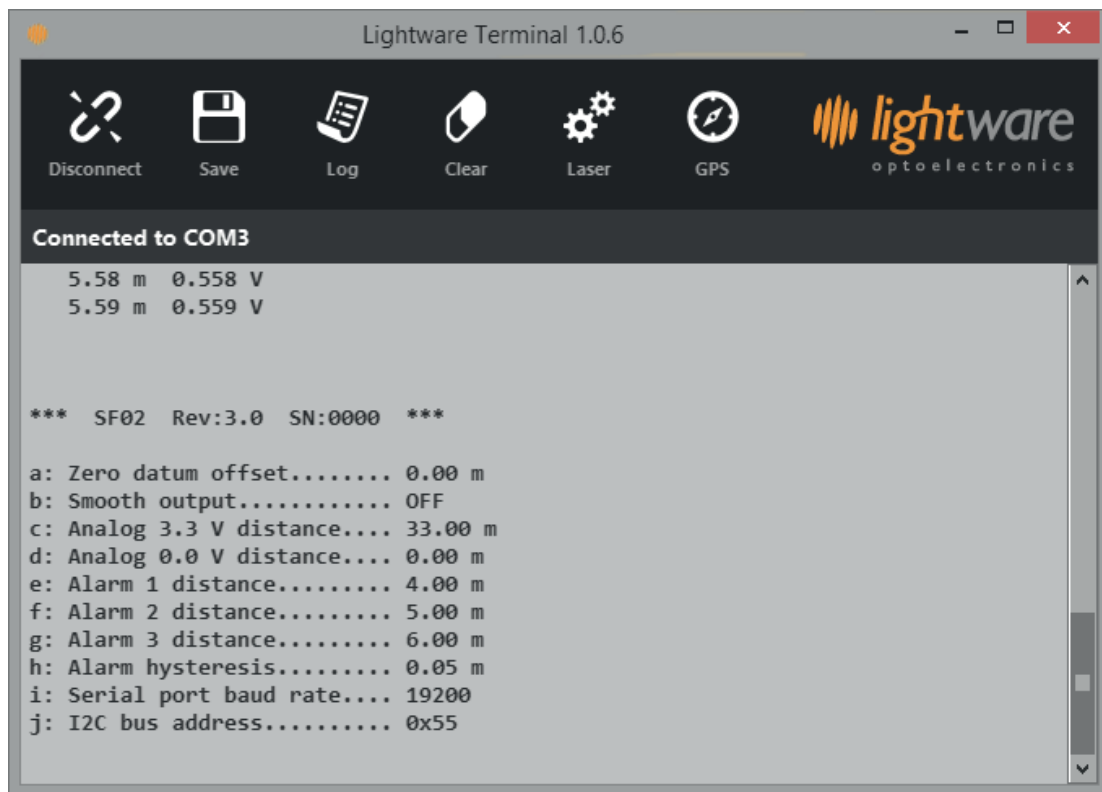 Lightware Terminal 1.0.6
Disconnect Save Log Clear Laser GPS
lightware
optoelectronics
Connected to COM3
5.58 m 0.558 V
5.59 m 0.559 V
*** SF02 Rev:3.0 SN:0000 ***
a: Zero datum offset........ 0.00 m
b: Smooth output............ OFF
c: Analog 3.3 V distance.... 33.00 m
d: Analog 0.0 V distance.... 0.00 m
e: Alarm 1 distance......... 4.00 m
f: Alarm 2 distance......... 5.00 m
g: Alarm 3 distance......... 6.00 m
h: Alarm hysteresis......... 0.05 m
i: Serial port baud rate.... 19200
j: I2C bus address.......... 0x55